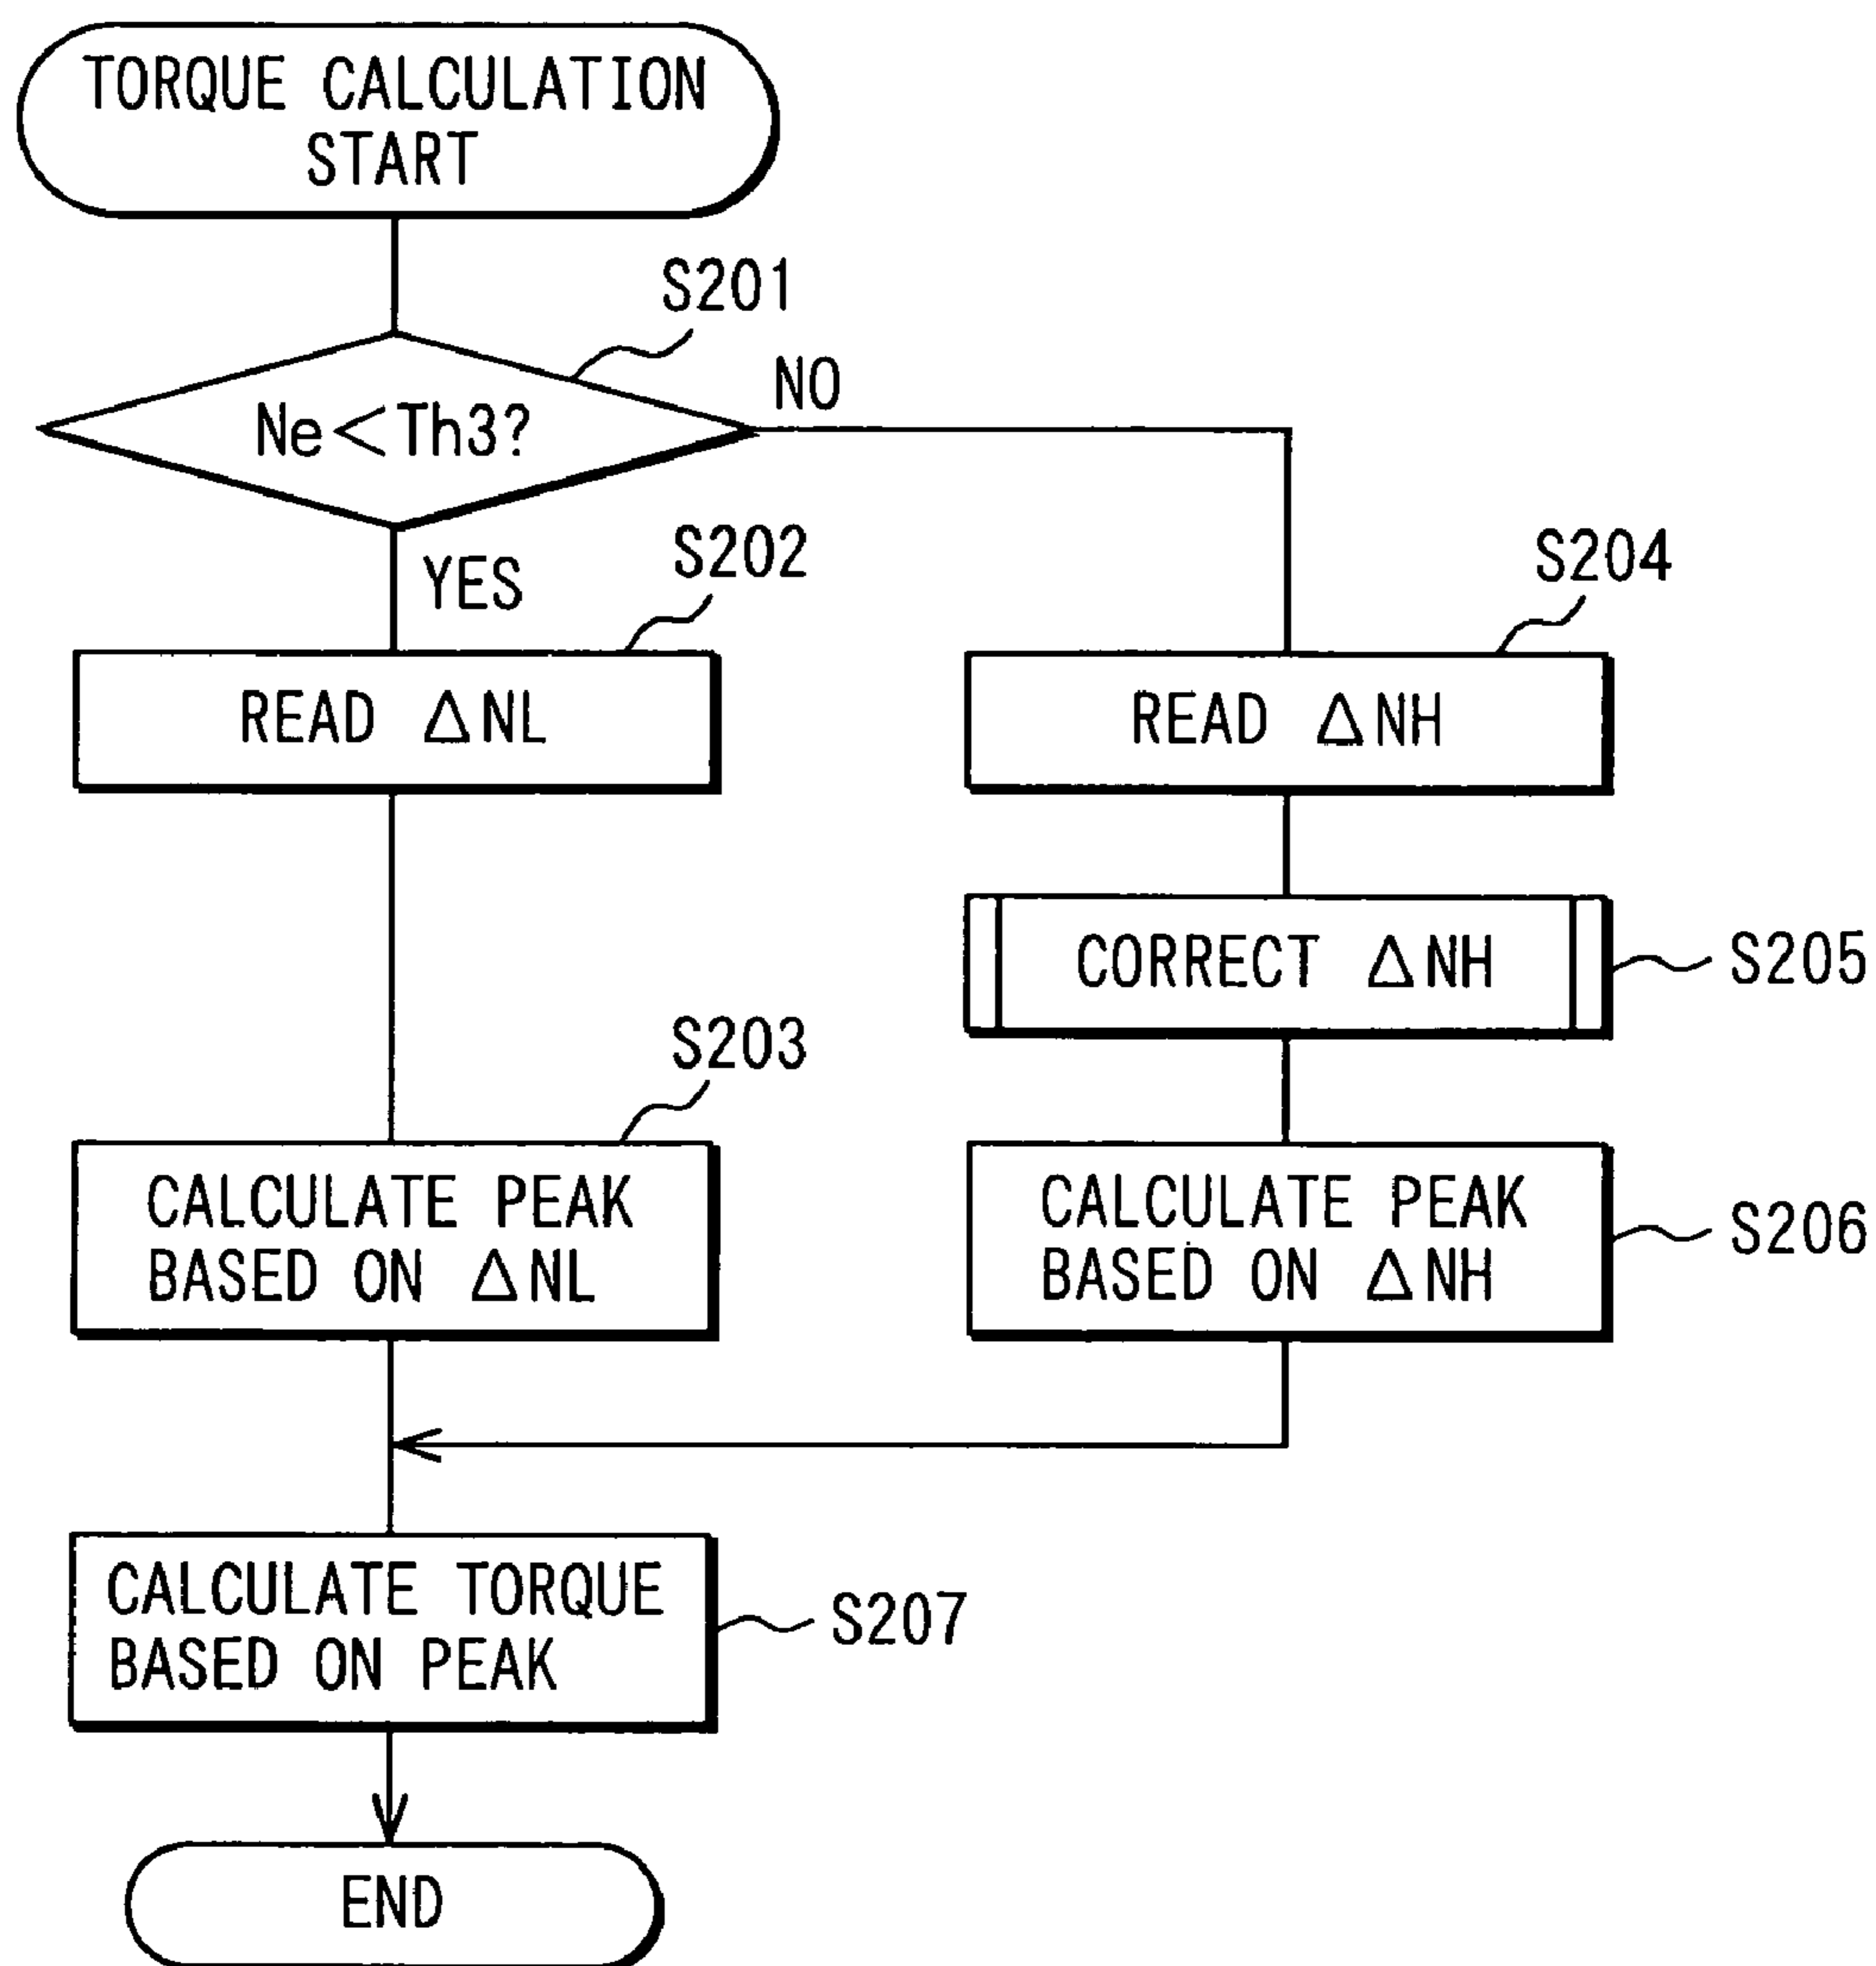 TORQUE CALCULATION
START
S201
NO
Ne<Th3?
YES
S202
S204
READ ΔNL
READ ΔNH
CORRECT ΔNH
S205
S203
CALCULATE PEAK
BASED ON ΔNL
CALCULATE PEAK
BASED ON ΔNH
S206
CALCULATE TORQUE
BASED ON PEAK
S207
END